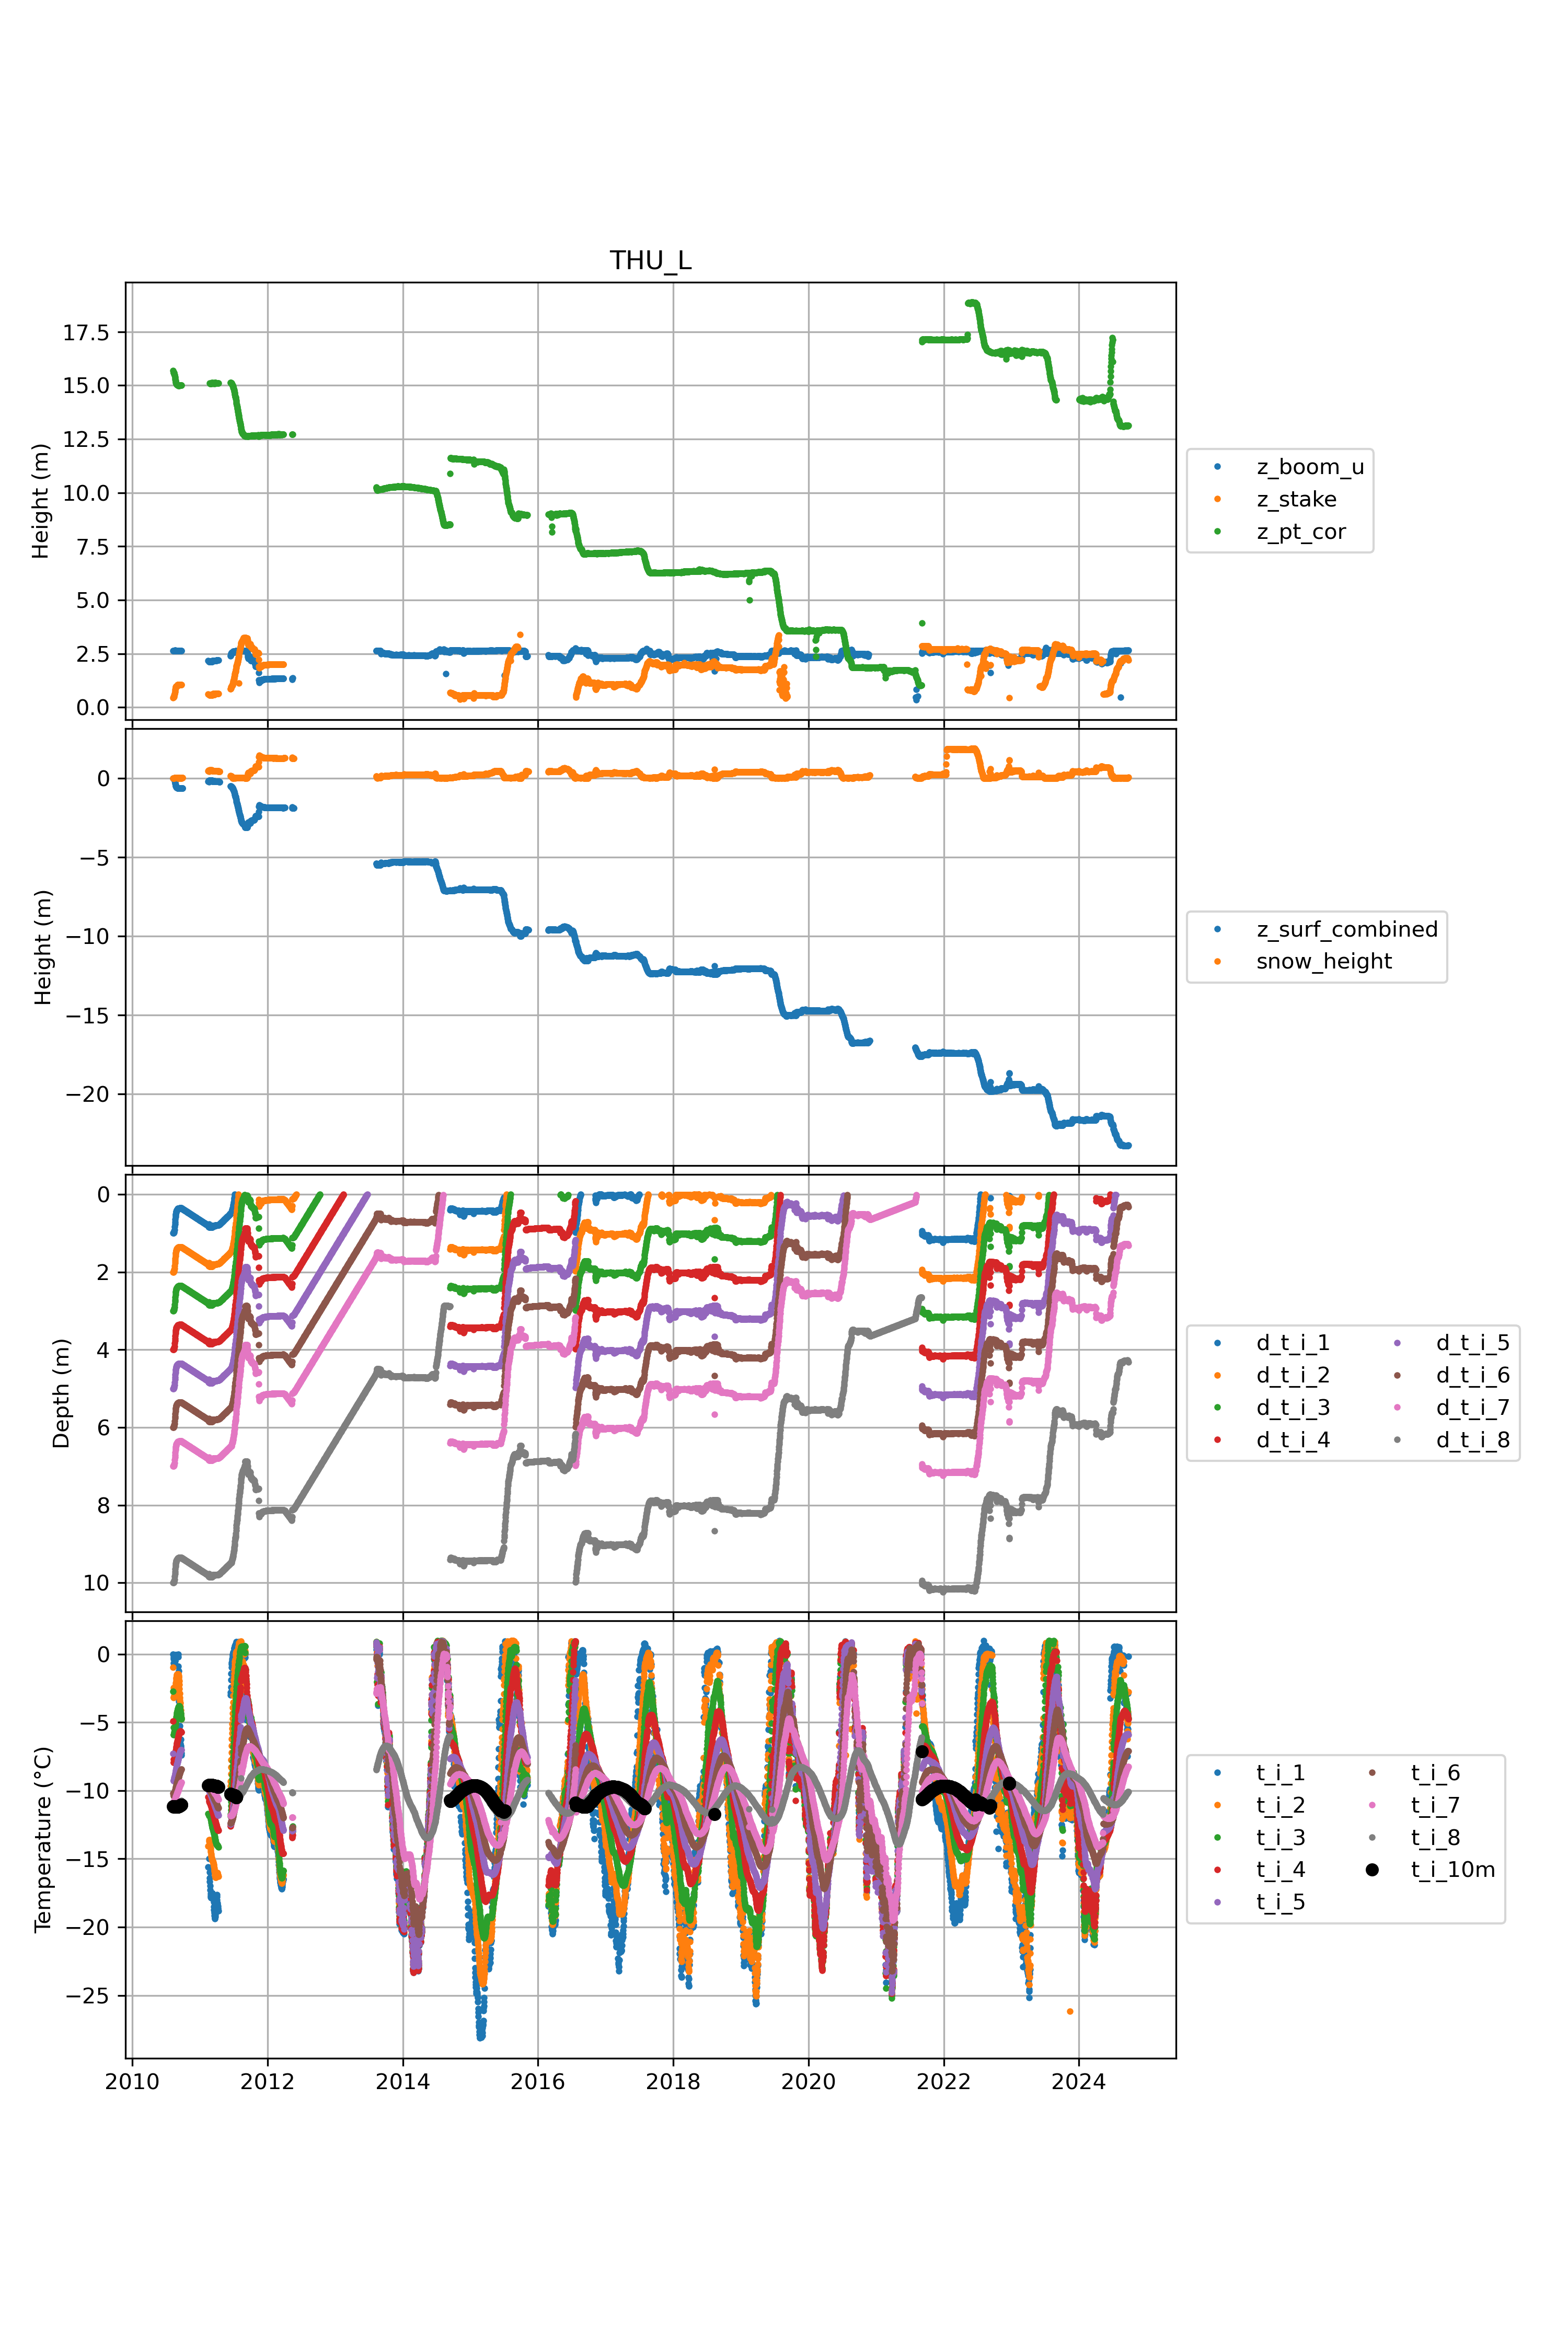 THU_L
17.5
15.0
12.5
10.0
7.5
5.0
2.5
0.0
Height (m)
z_boom_u
z_stake
z_pt_cor
0
−5
−10
−15
−20
Height (m)
z_surf_combined
snow_height
0
2
4
6
8
10
Depth (m)
d_t_i_1
d_t_i_2
d_t_i_3
d_t_i_4
d_t_i_5
d_t_i_6
d_t_i_7
d_t_i_8
0
−5
−10
−15
−20
−25
Temperature (°C)
t_i_1
t_i_2
t_i_3
t_i_4
t_i_5
t_i_6
t_i_7
t_i_8
t_i_10m
2010 2012 2014 2016 2018 2020 2022 2024